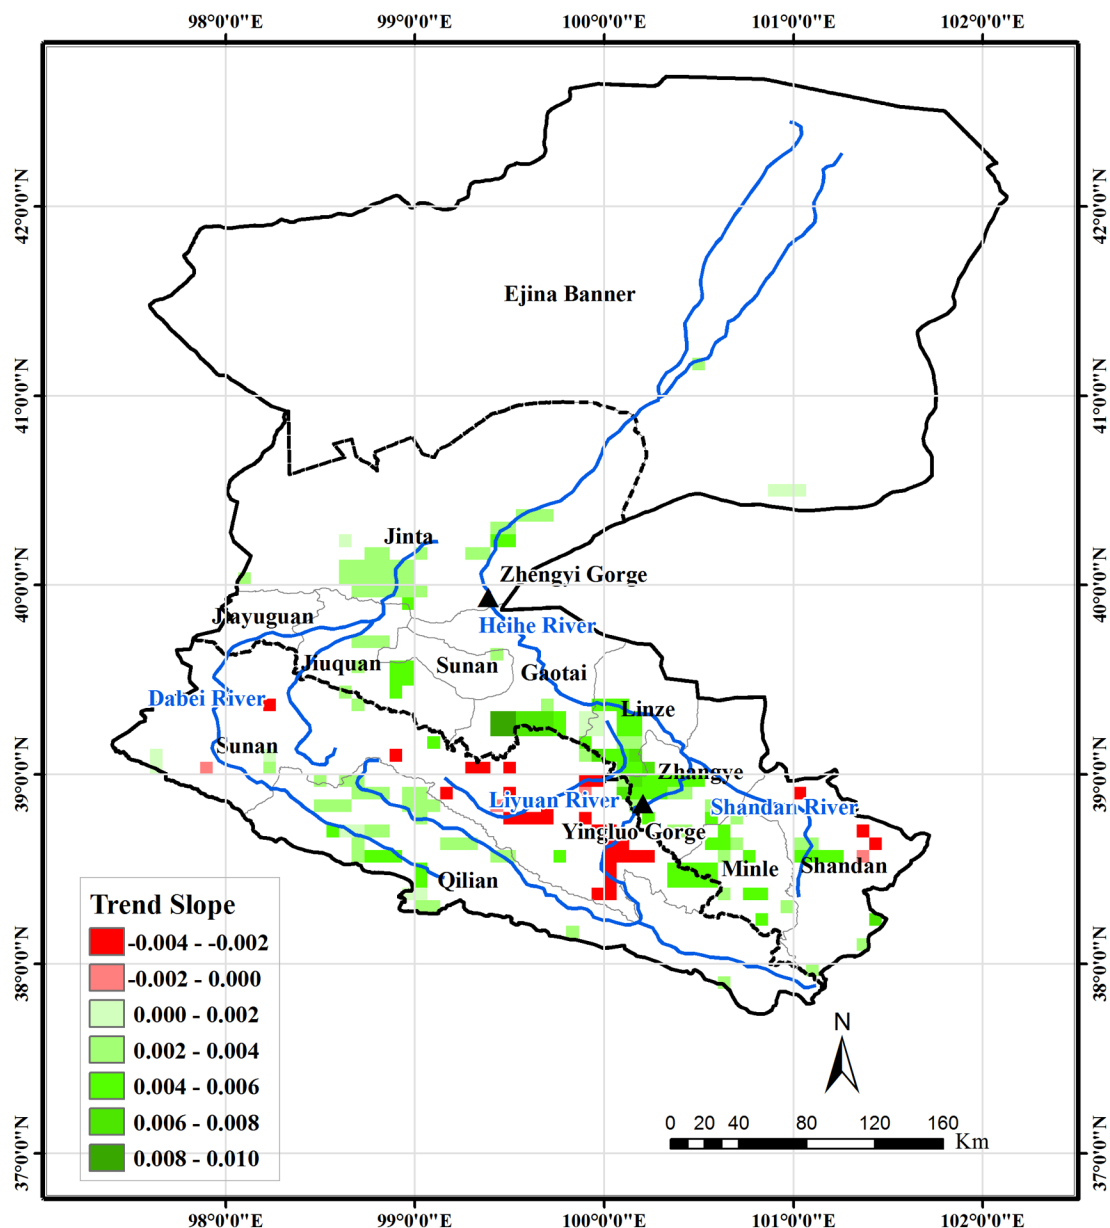 98°0'0"E 99°0'0"E 100°0'0"E 101°0'0"E 102°0'0"E
42°0'0"N 42°0'0"N
Ejina Banner
41°0'0"N 41°0'0"N
Jinta
Zhengyi Gorge
40°0'0"N 40°0'0"N
Jiayuguan
Heihe River
Jiuquan Sunan Gaotai
Dabei River
Linze
Sunan
Zhangye
39°0'0"N 39°0'0"N
Liyuan River Shandan River
Yingluo Gorge
Minle Shandan
Qilian
Trend Slope
-0.004 - -0.002
-0.002 - 0.000
0.000 - 0.002
0.002 - 0.004
0.004 - 0.006
0.006 - 0.008
0.008 - 0.010
38°0'0"N 38°0'0"N
N
0 20 40 80 120 160
Km
37°0'0"N 37°0'0"N
98°0'0"E 99°0'0"E 100°0'0"E 101°0'0"E 102°0'0"E